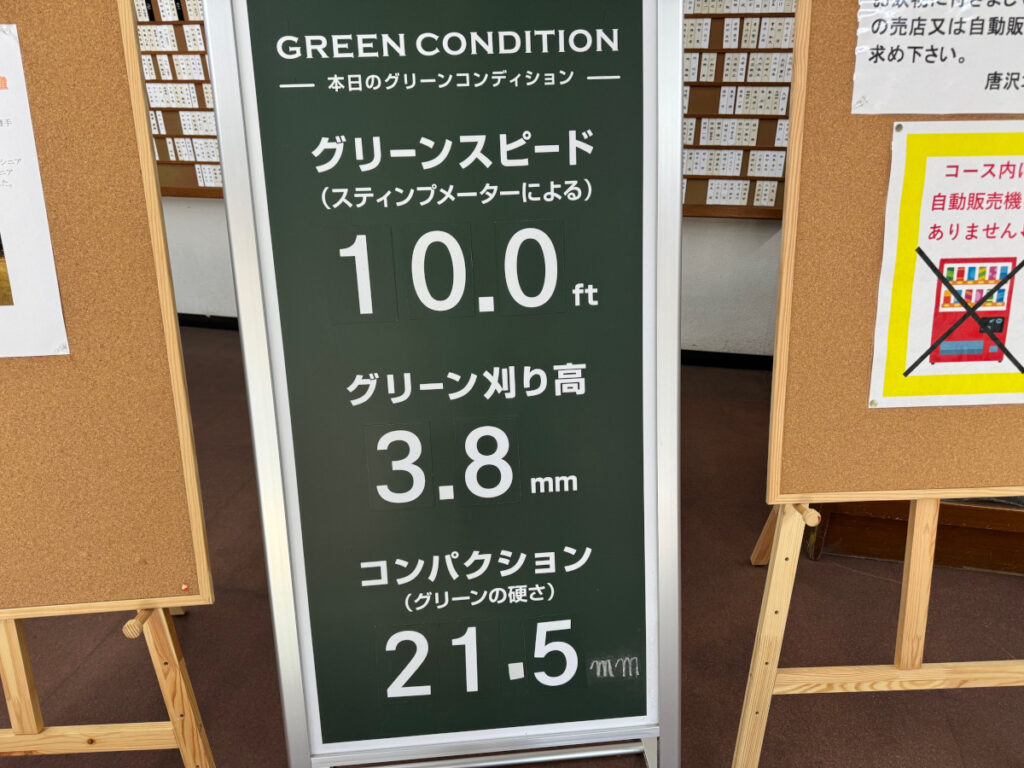 GREEN CONDITION
本日のグリーンコンディション
グリーンスピード
(スティンプメーターによる)
10.0 ft
グリーン刈り高
3.8 mm
コンパクション
(グリーンの硬さ)
21.5 mm
の売店又は自動販
求め下さい。
唐沢
コース内に
自動販売機
ありません
シニア